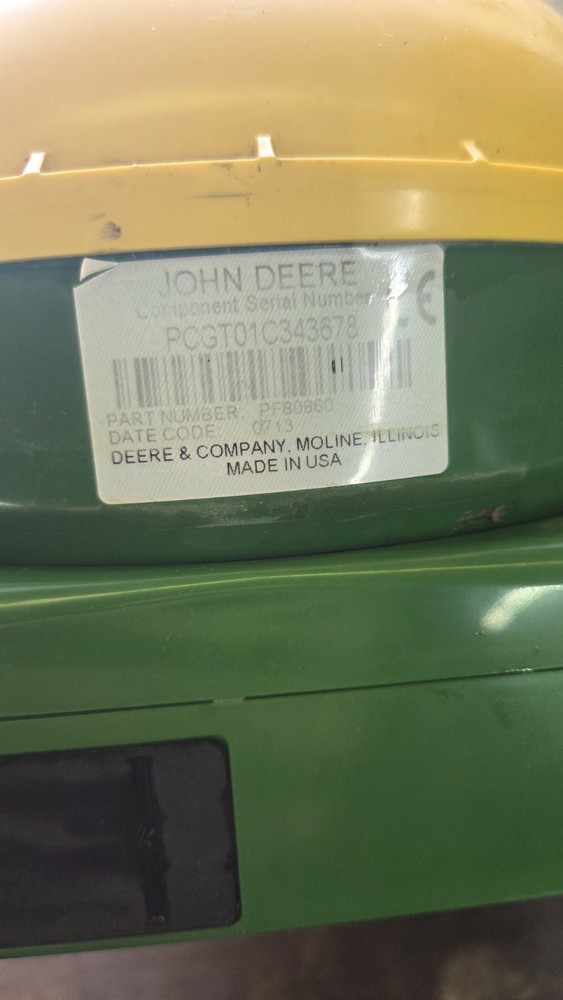 JOHN DEERE
Component Serial Number
CE
PCGT01C343678
PART NUMBER: PF80960
DATE CODE 0713
DEERE & COMPANY, MOLINE, ILLINOIS
MADE IN USA